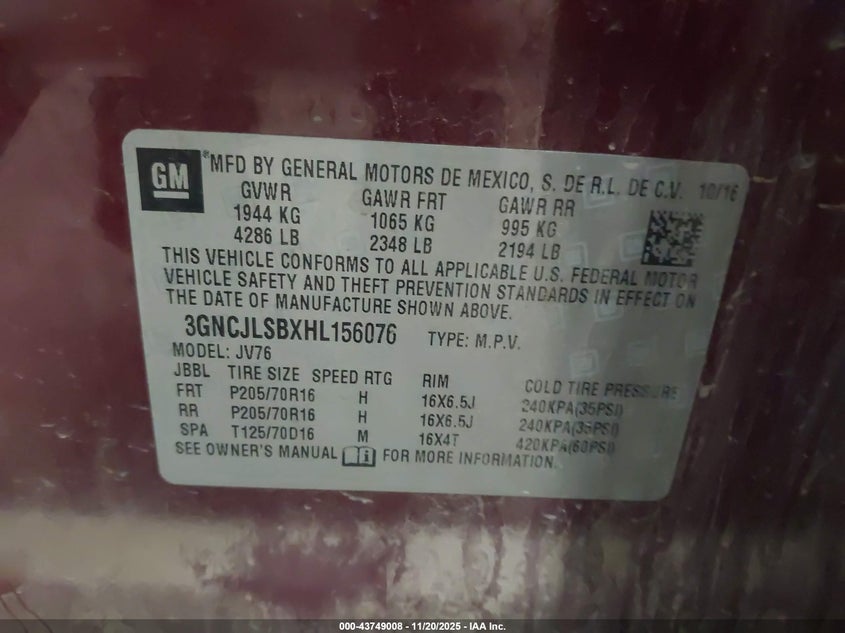 GM
®MFD BY GENERAL MOTORS DE MEXICO, S. DE R.L. DE C.V. 10/16
GVWR GAWR FRT GAWR RR
1944 KG 1065 KG 995 KG
4286 LB 2348 LB 2194 LB
THIS VEHICLE CONFORMS TO ALL APPLICABLE U.S. FEDERAL MOTOR
VEHICLE SAFETY AND THEFT PREVENTION STANDARDS IN EFFECT ON
THE DATE OF MANUFACTURE SHOWN ABOVE.
3GNCJLSBXHL156076 TYPE: M.P.V.
MODEL: JV76
JBBL TIRE SIZE SPEED RTG RIM COLD TIRE PRESSURE
FRT P205/70R16 H 16X6.5J 240KPA(35PSI)
RR P205/70R16 H 16X6.5J 240KPA(35PSI)
SPA T125/70D16 M 16X4T 420KPA(60PSI)
SEE OWNER'S MANUAL FOR MORE INFORMATION.
000-43749008 - 11/20/2025 - IAA Inc.